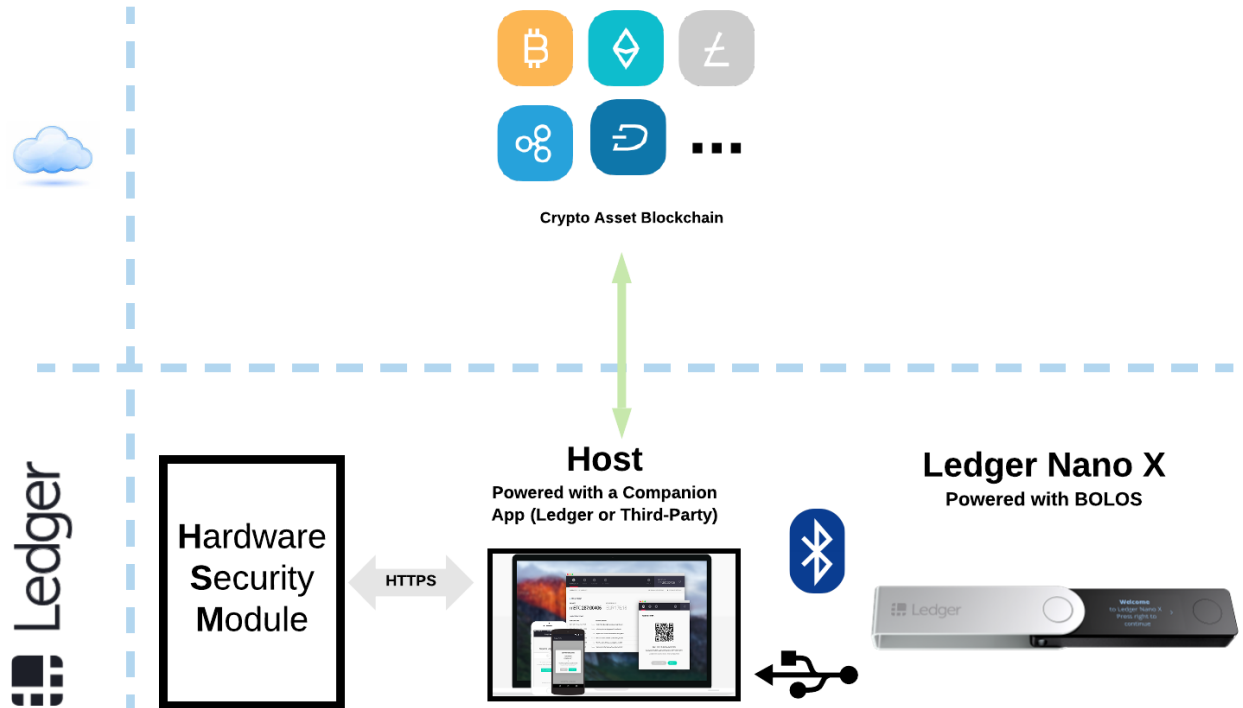 Crypto Asset Blockchain
Ledger
Hardware
Security
Module
HTTPS
Host
Powered with a Companion
App (Ledger or Third-Party)
Ledger Nano X
Powered with BOLOS
Ledger
Welcome
to Ledger Nano X
Press right to
continue